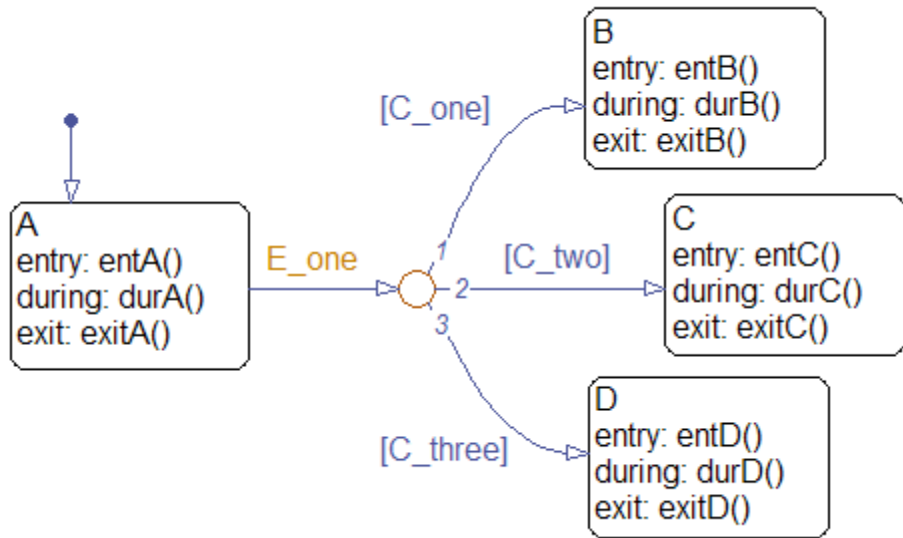 B
entry: entB()
during: durB()
exit: exitB()
[C_one]
A
entry: entA()
during: durA()
exit: exitA()
E_one
1
2
3
[C_two]
C
entry: entC()
during: durC()
exit: exitC()
[C_three]
D
entry: entD()
during: durD()
exit: exitD()